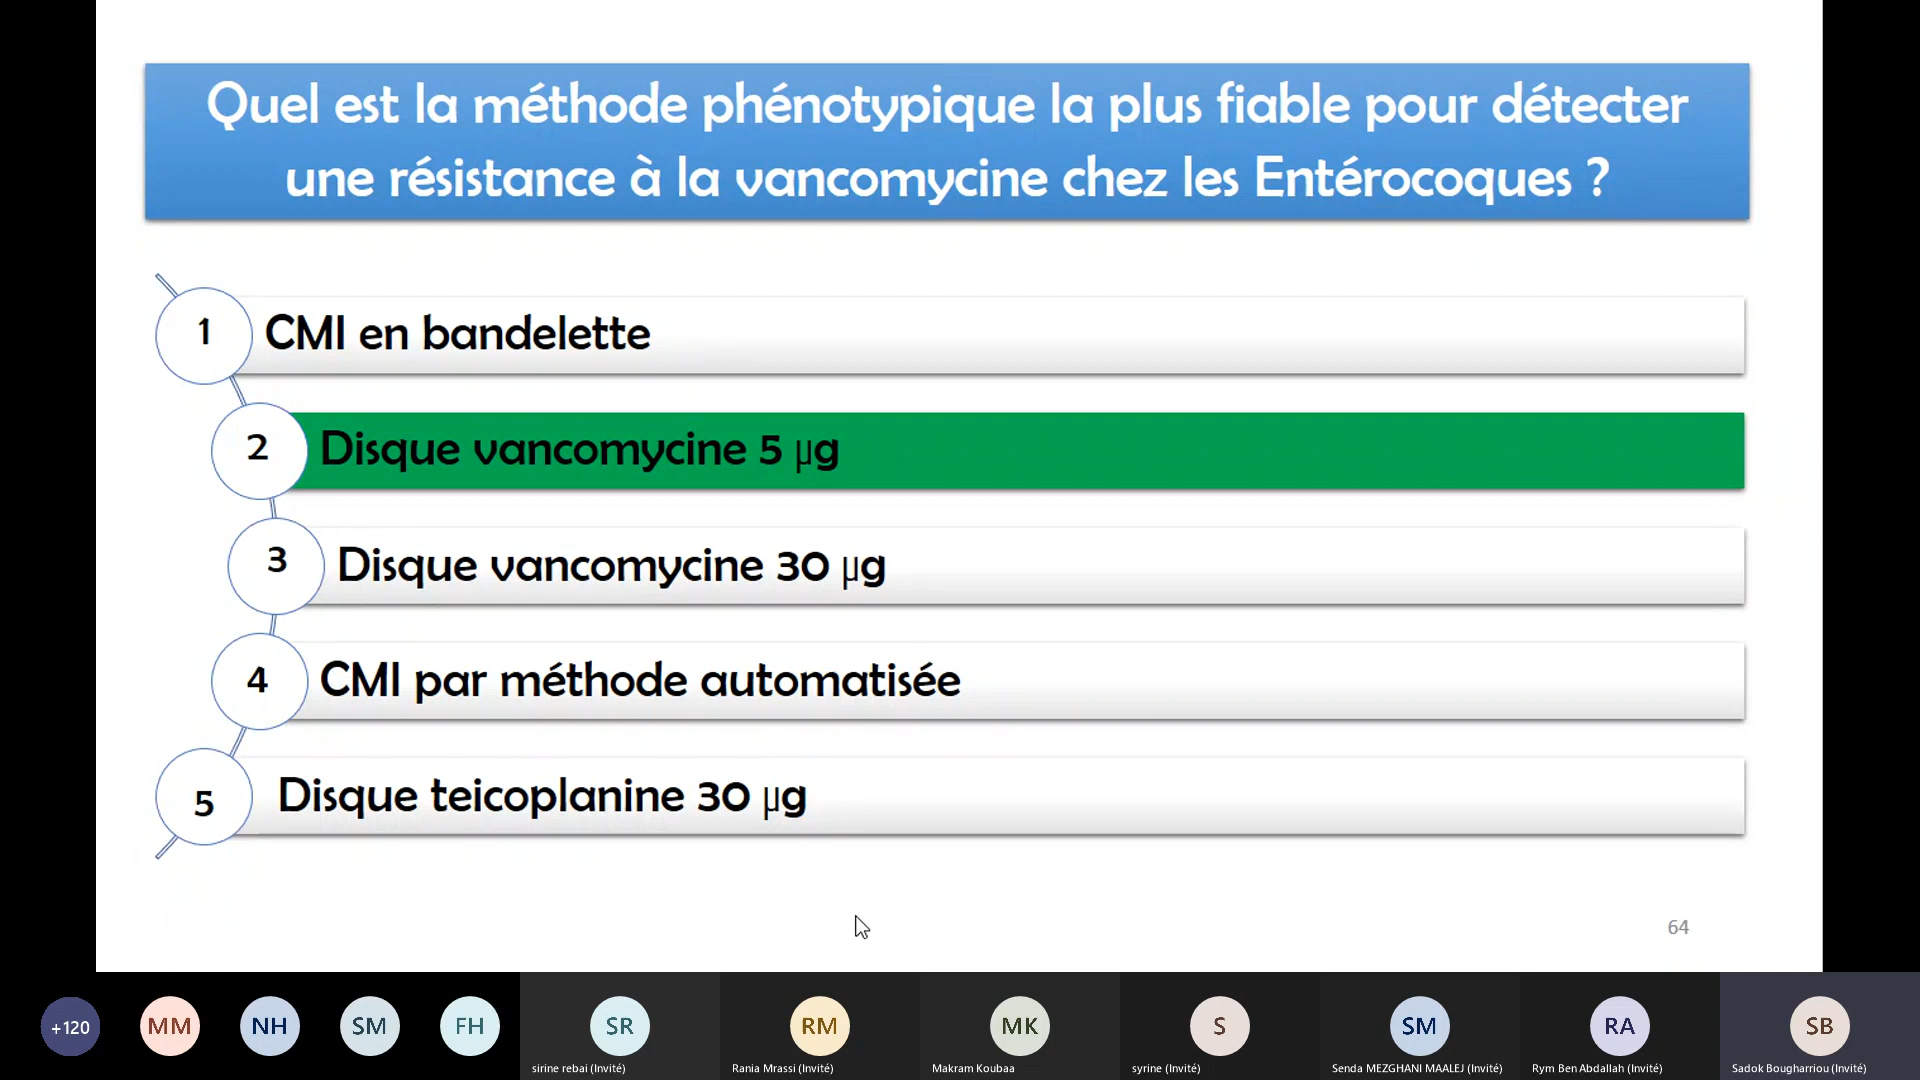 Quel est la méthode phénotypique la plus fiable pour détecter
une résistance à la vancomycine chez les Entérocoques ?
1 CMI en bandelette
2 Disque vancomycine 5 µg
3 Disque vancomycine 30 µg
4 CMI par méthode automatisée
5 Disque teicoplanine 30 µg
64
+120 MM NH SM FH SR RM MK S SM RA SB
sirine rebai (Invité) Rania Mrassi (Invité) Makram Koubaa syrine (Invité) Senda MEZGHANI MAALEJ (Invité) Rym Ben Abdallah (Invité) Sadok Bougharriou (Invité)